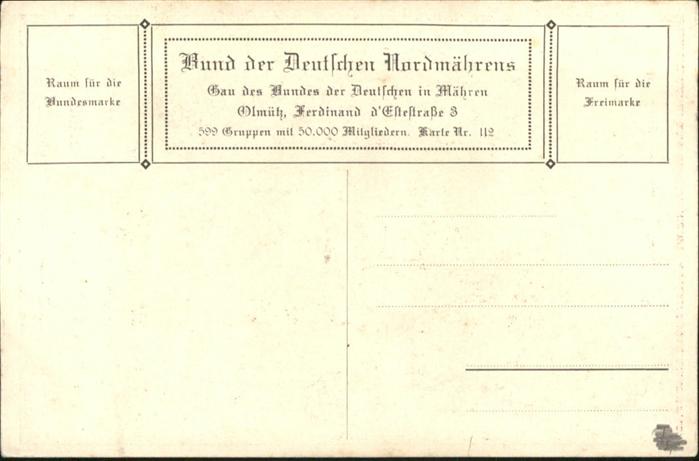 Raum für die
Bundesmarke
Bund der Deutschen Nordmährens
Gau des Bundes der Deutschen in Mähren
Olmütz, Ferdinand d'Estestraße 3
599 Gruppen mit 50.000 Mitgliedern. Karte Nr. 112
Raum für die
Freimarke